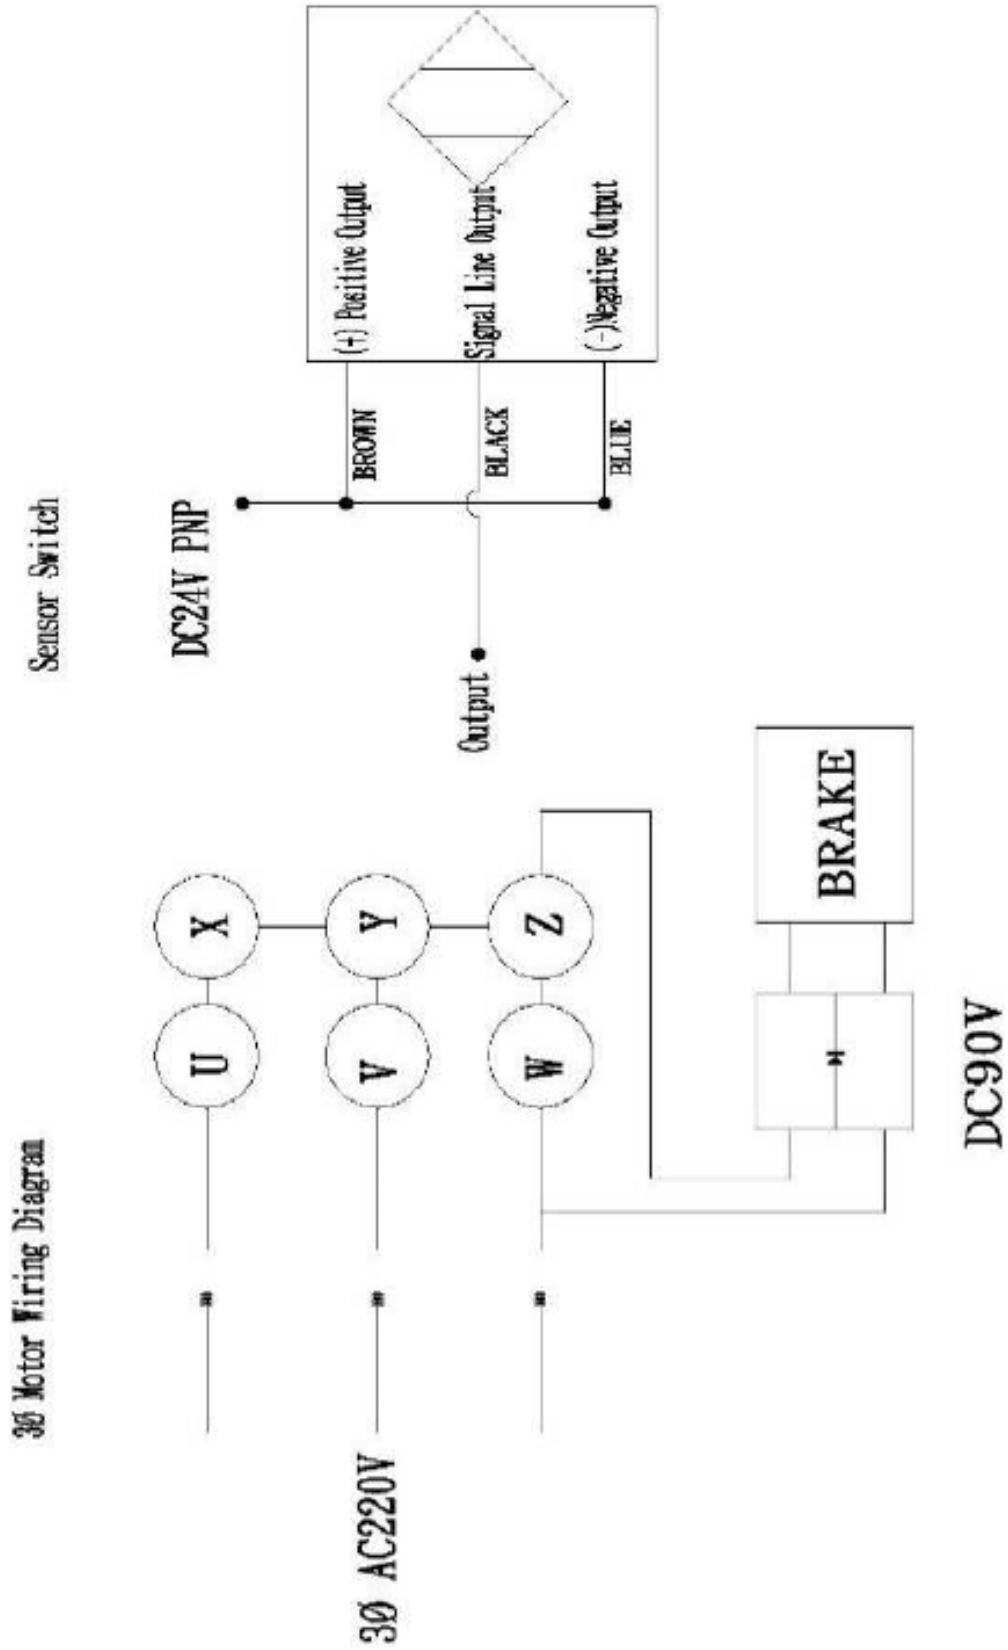 3Ø Motor Wiring Diagram
Sensor Switch
3Ø AC220V
U
X
V
Y
W
Z
DC90V
BRAKE
DC24V PNP
Output
BROWN
BLACK
BLUE
(+) Positive Output
Signal Line Output
(-)Negative Output